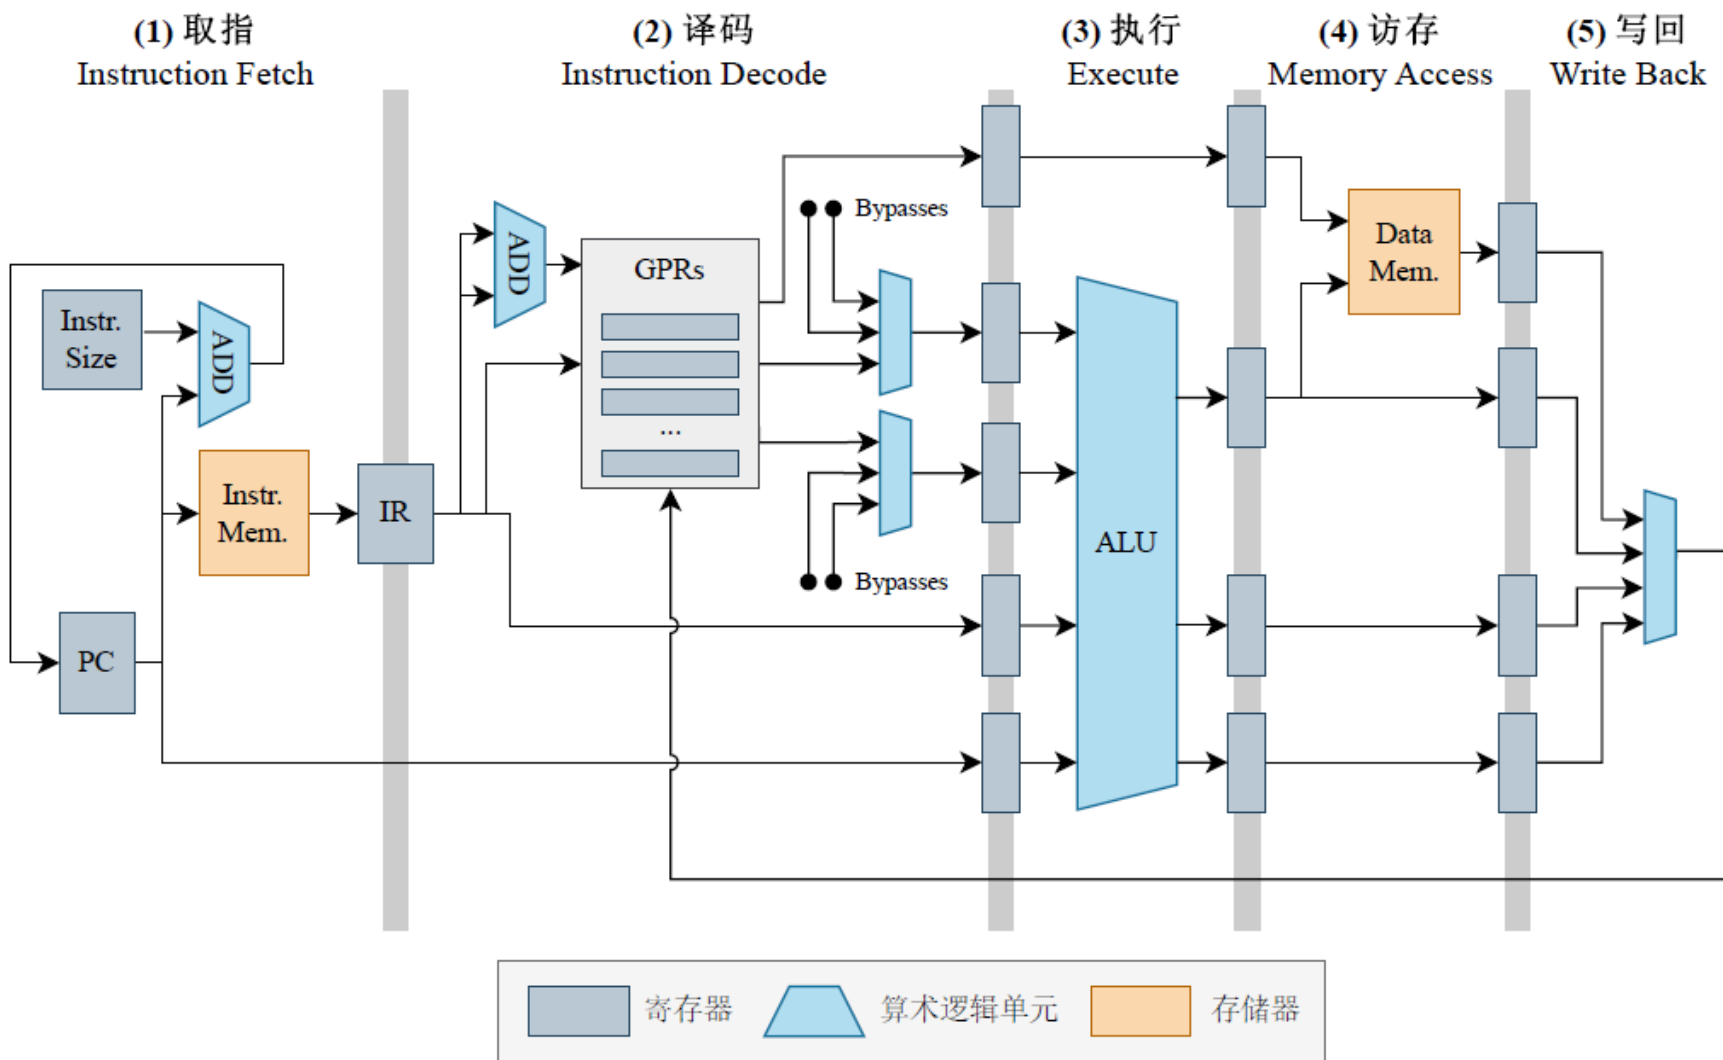 (1) 取指
Instruction Fetch
(2) 译码
Instruction Decode
(3) 执行
Execute
(4) 访存
Memory Access
(5) 写回
Write Back
Instr.
Size
ADD
Instr.
Mem.
PC
IR
ADD
GPRs
...
Bypasses
Bypasses
ALU
Data
Mem.
寄存器
算术逻辑单元
存储器